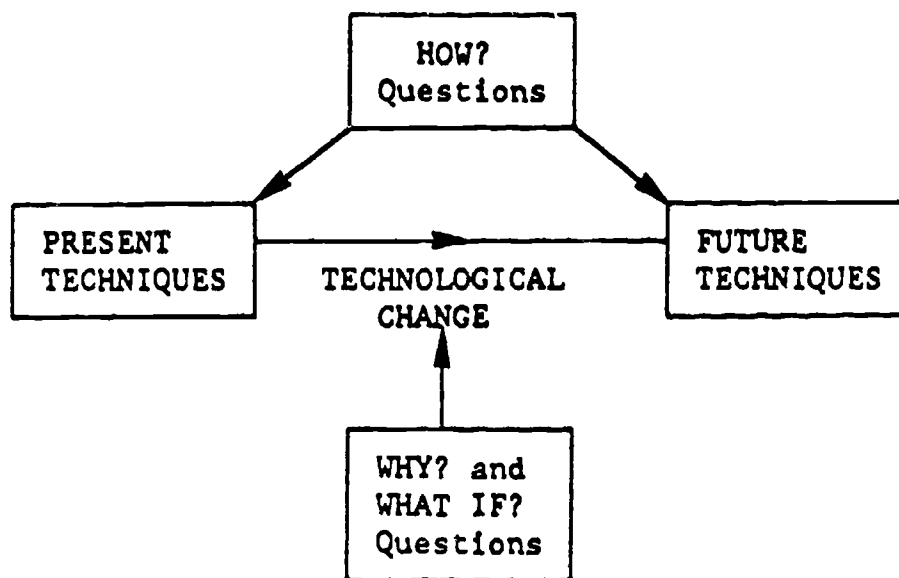 HOW?
Questions
PRESENT
TECHNIQUES
TECHNOLOGICAL
CHANGE
FUTURE
TECHNIQUES
WHY? and
WHAT IF?
Questions